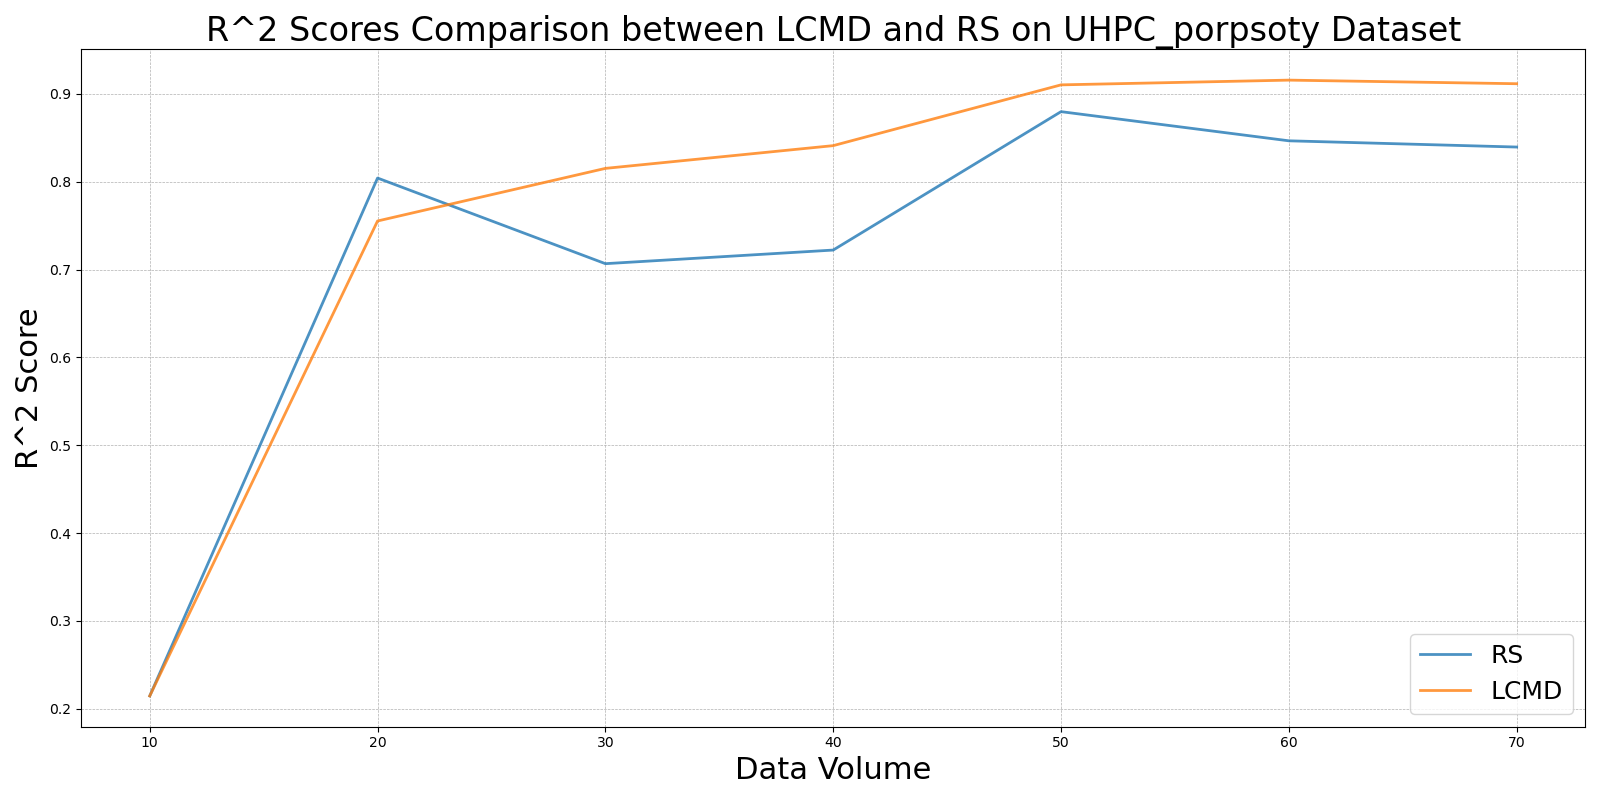 R^2 Scores Comparison between LCMD and RS on UHPC_porpsoty Dataset
R^2 Score
0.9
0.8
0.7
0.6
0.5
0.4
0.3
0.2
10 20 30 40 50 60 70
Data Volume
RS
LCMD